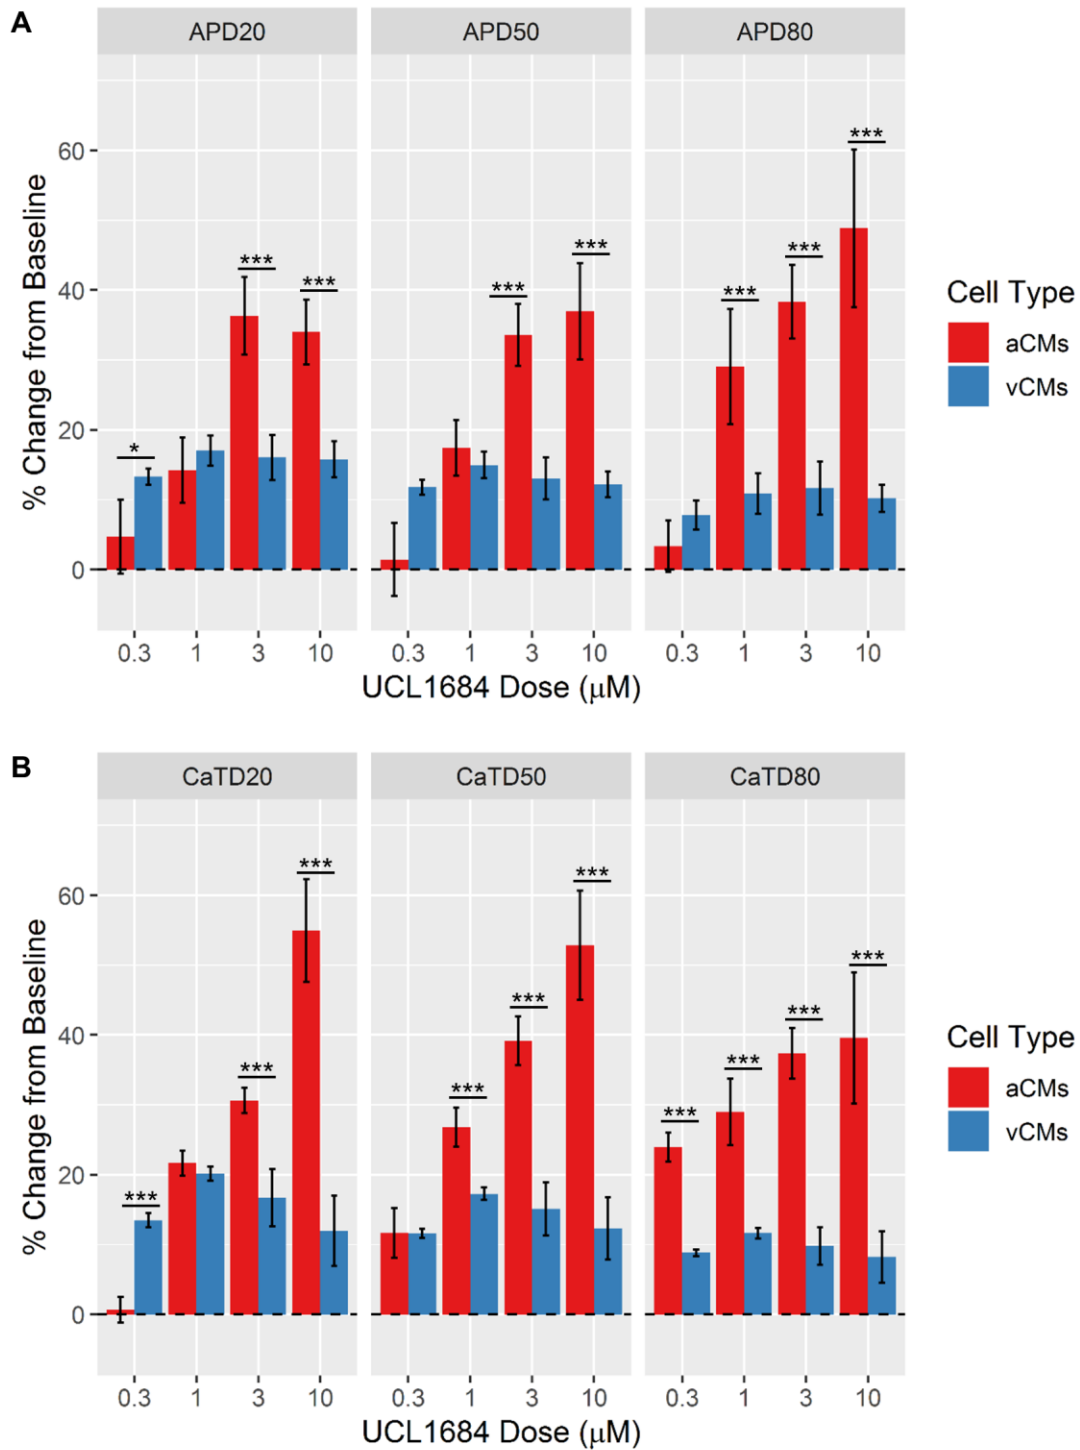 A
APD20 APD50 APD80
% Change from Baseline
60
40
20
0
* *** *** *** *** *** *** ***
0.3 1 3 10 0.3 1 3 10 0.3 1 3 10
UCL1684 Dose (μM)
Cell Type
aCMs
vCMs
B
CaTD20 CaTD50 CaTD80
% Change from Baseline
60
40
20
0
*** *** *** *** *** *** *** *** *** ***
0.3 1 3 10 0.3 1 3 10 0.3 1 3 10
UCL1684 Dose (μM)
Cell Type
aCMs
vCMs